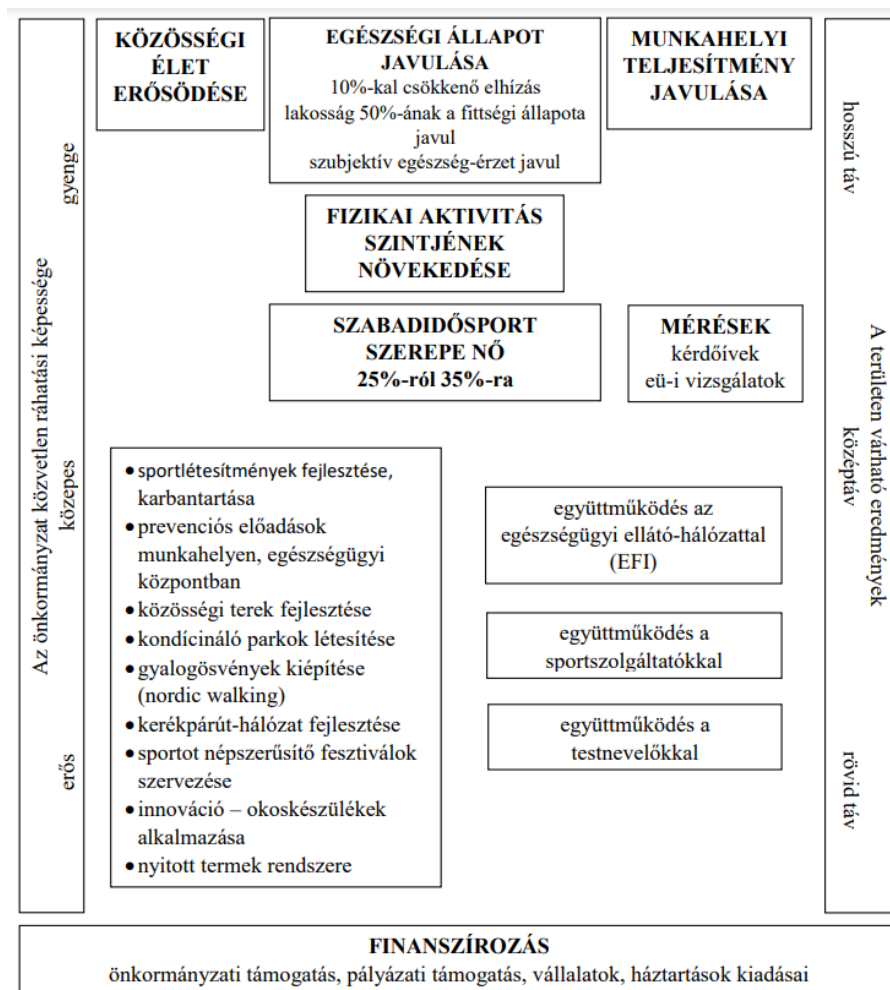 KÖZÖSSÉGI
ÉLET
ERŐSÖDÉSE
EGÉSZSÉGI ÁLLAPOT
JAVULÁSA
10%-kal csökkenő elhízás
lakosság 50%-ának a fittségi állapota
javul
szubjektív egészség-érzet javul
MUNKAHELYI
TELJESÍTMÉNY
JAVULÁSA
FIZIKAI AKTIVITÁS
SZINTJÉNEK
NÖVEKEDÉSE
SZABADIDŐSPORT
SZEREPE NŐ
25%-ról 35%-ra
MÉRÉSEK
kérdőívek
eü-i vizsgálatok
Az önkormányzat közvetlen ráhatási képessége
gyenge
közepes
erős
• sportlétesítmények fejlesztése,
karbantartása
• prevenciós előadások
munkahelyen, egészségügyi
központban
• közösségi terek fejlesztése
• kondícináló parkok létesítése
• gyalogösvények kiépítése
(nordic walking)
• kerékpárút-hálózat fejlesztése
• sportot népszerűsítő fesztiválok
szervezése
• innováció – okoskészülékek
alkalmazása
• nyitott termek rendszere
együttműködés az
egészségügyi ellátó-hálózattal
(EFI)
együttműködés a
sportszolgáltatókkal
együttműködés a
testnevelőkkal
hosszú táv
középtáv
rövid táv
A területen várható eredmények
FINANSZÍROZÁS
önkormányzati támogatás, pályázati támogatás, vállalatok, háztartások kiadásai